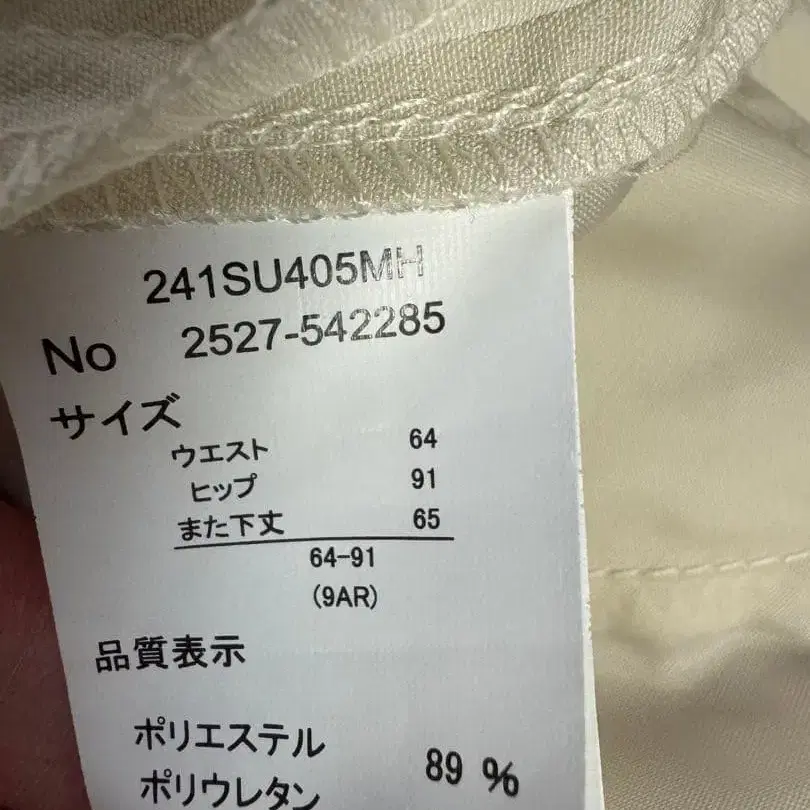 241SU405MH
No 2527-542285
サイズ
ウエスト 64
ヒップ 91
また下丈 65
64-91
(9AR)
品質表示
ポリエステル 89 %
ポリウレタン